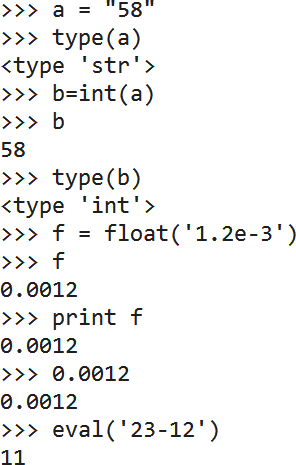 >>> a = "58"
>>> type(a)
<type 'str'>
>>> b=int(a)
>>> b
58
>>> type(b)
<type 'int'>
>>> f = float('1.2e-3')
>>> f
0.0012
>>> print f
0.0012
>>> 0.0012
0.0012
>>> eval('23-12')
11